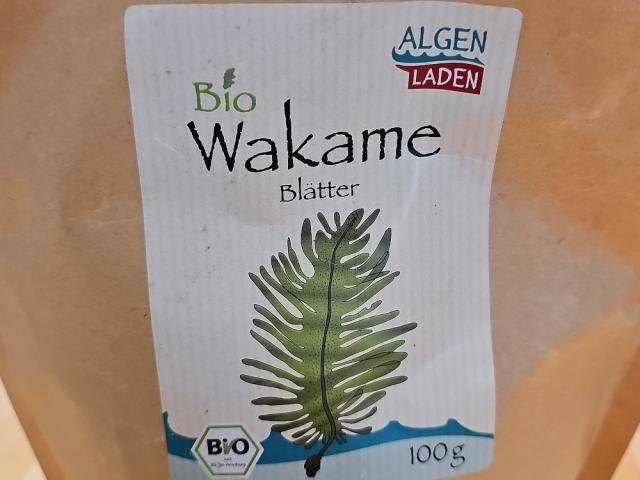 ALGEN
LADEN
Bio
Wakame
Blätter
BIO
100g